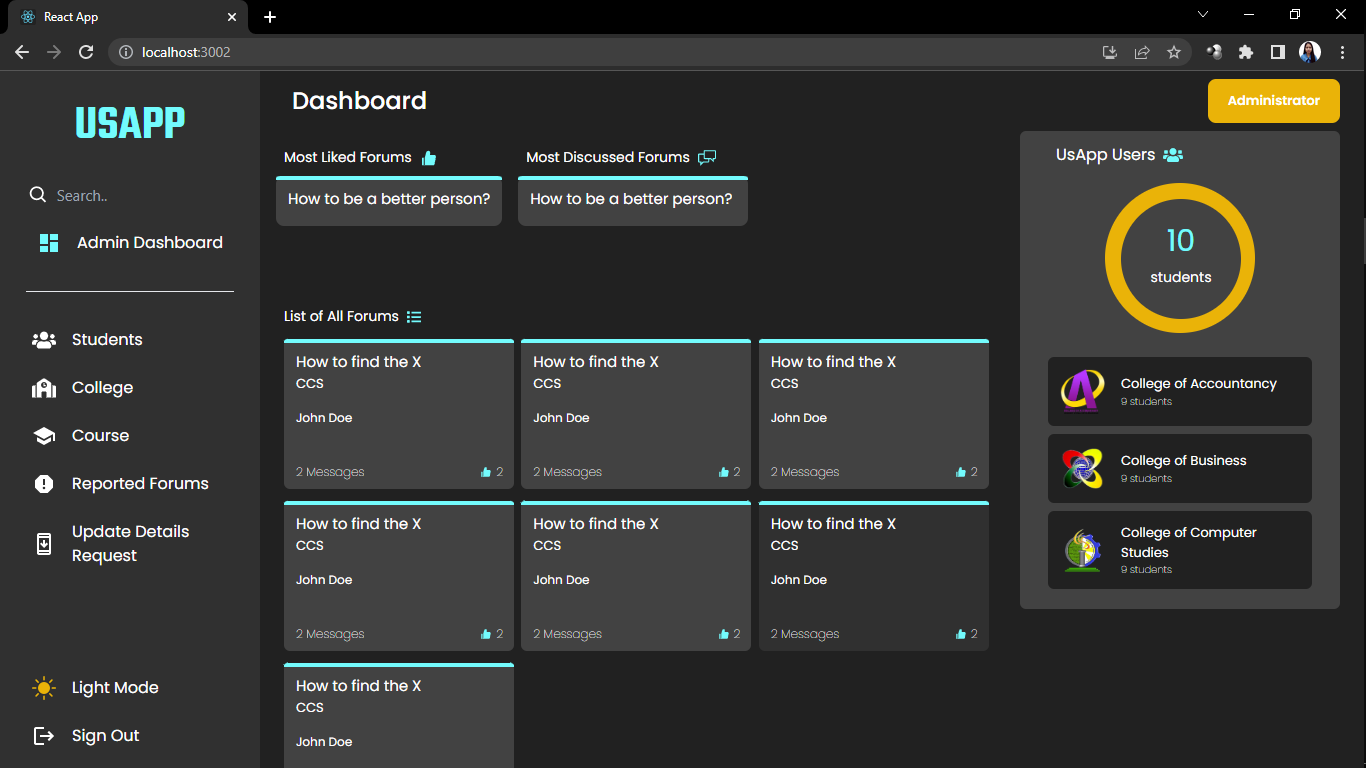 React App
localhost:3002
USAPP
Search..
Admin Dashboard
Students
College
Course
Reported Forums
Update Details
Request
Light Mode
Sign Out
Dashboard
Administrator
Most Liked Forums
How to be a better person?
Most Discussed Forums
How to be a better person?
List of All Forums
How to find the X
CCS
John Doe
2 Messages
2
How to find the X
CCS
John Doe
2 Messages
2
How to find the X
CCS
John Doe
2 Messages
2
How to find the X
CCS
John Doe
2 Messages
2
How to find the X
CCS
John Doe
2 Messages
2
How to find the X
CCS
John Doe
2 Messages
2
How to find the X
CCS
John Doe
UsApp Users
10
students
College of Accountancy
9 students
College of Business
9 students
College of Computer
Studies
9 students